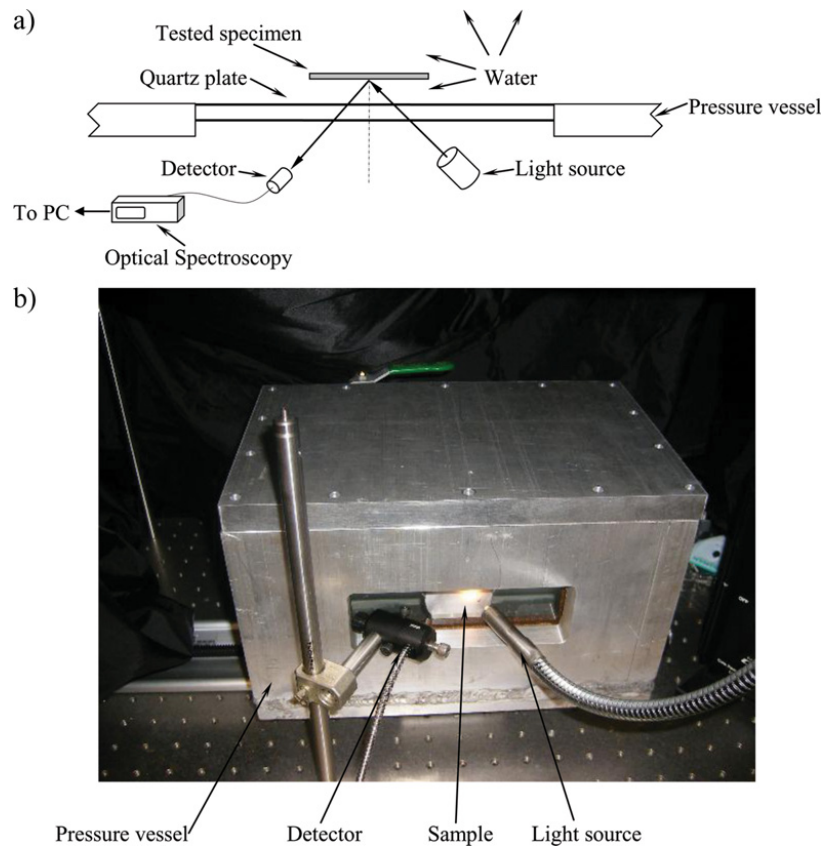 a)
Tested specimen
Quartz plate
Water
Pressure vessel
Detector
Light source
To PC
Optical Spectroscopy
b)
Pressure vessel
Detector
Sample
Light source